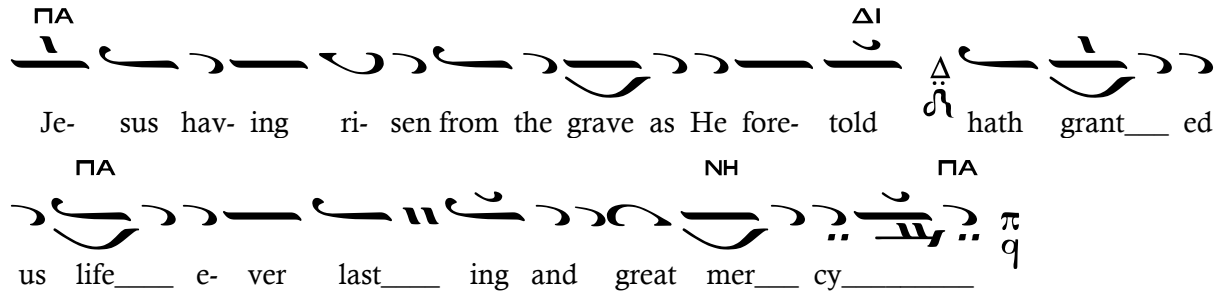 ΠΑ ΔΙ
Δ
Je- sus hav- ing ri- sen from the grave as He fore- told hath grant___ ed
ΠΑ ΝΗ ΠΑ
π
q
us life____ e- ver last____ ing and great mer___ cy_________